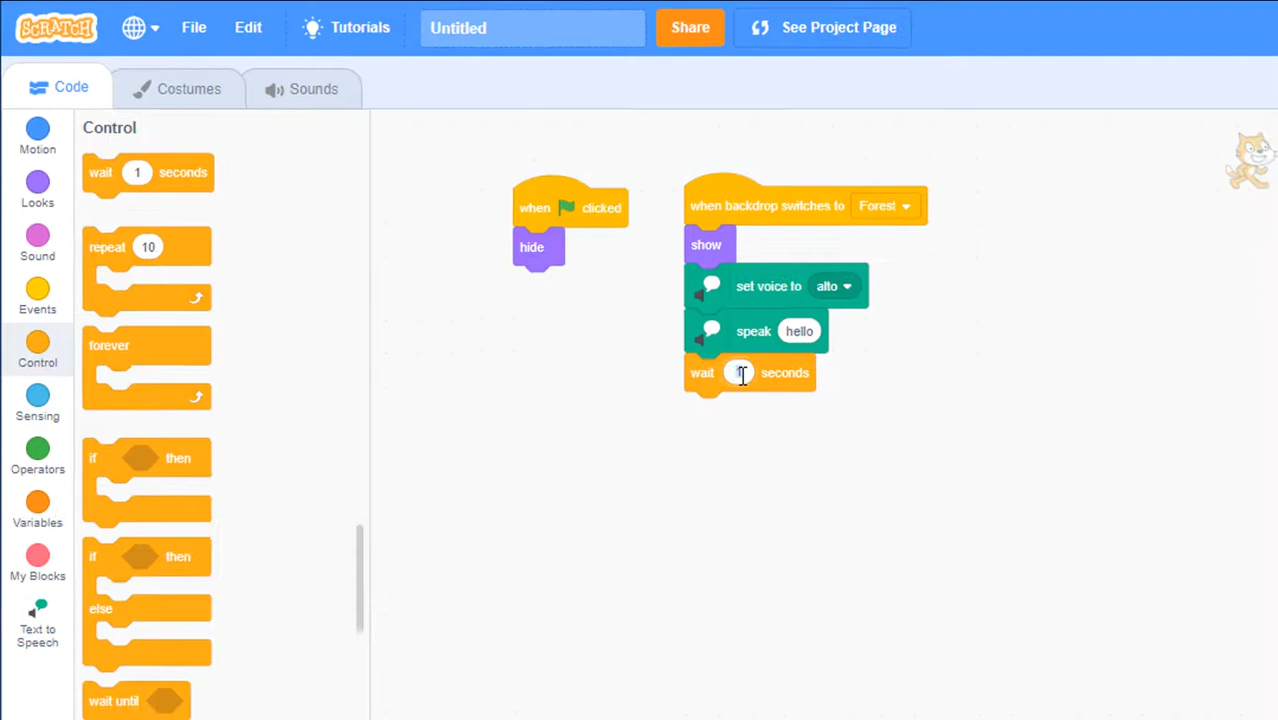 SCRATCH File Edit Tutorials Untitled Share See Project Page
Code Costumes Sounds
Motion
Looks
Sound
Events
Control
Sensing
Operators
Variables
My Blocks
Text to
Speech
Control
wait 1 seconds
repeat 10
forever
if then
if then
else
wait until
when clicked
hide
when backdrop switches to Forest
show
set voice to alto
speak hello
wait seconds